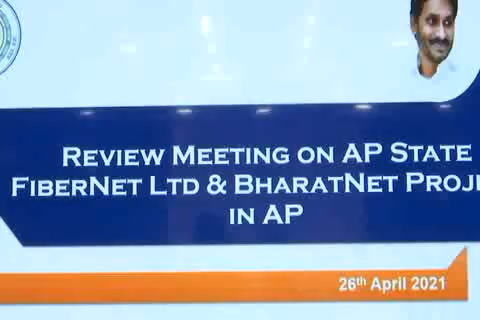 REVIEW MEETING ON AP STATE
FIBERNET LTD & BHARATNET PROJE
IN AP
26th April 2021